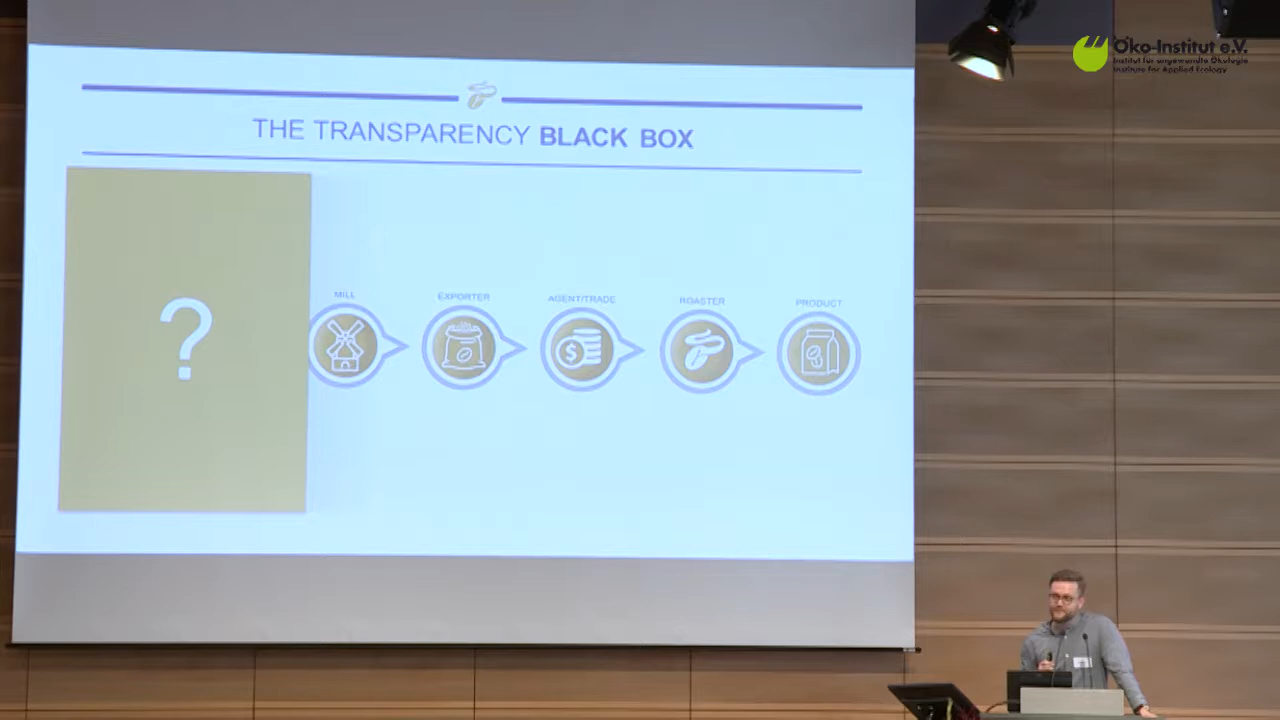 Öko-Institut e.V.
Institut für angewandte Ökologie
Institute for Applied Ecology
THE TRANSPARENCY BLACK BOX
?
MILL
EXPORTER
AGENT/TRADE
ROASTER
PRODUCT
$